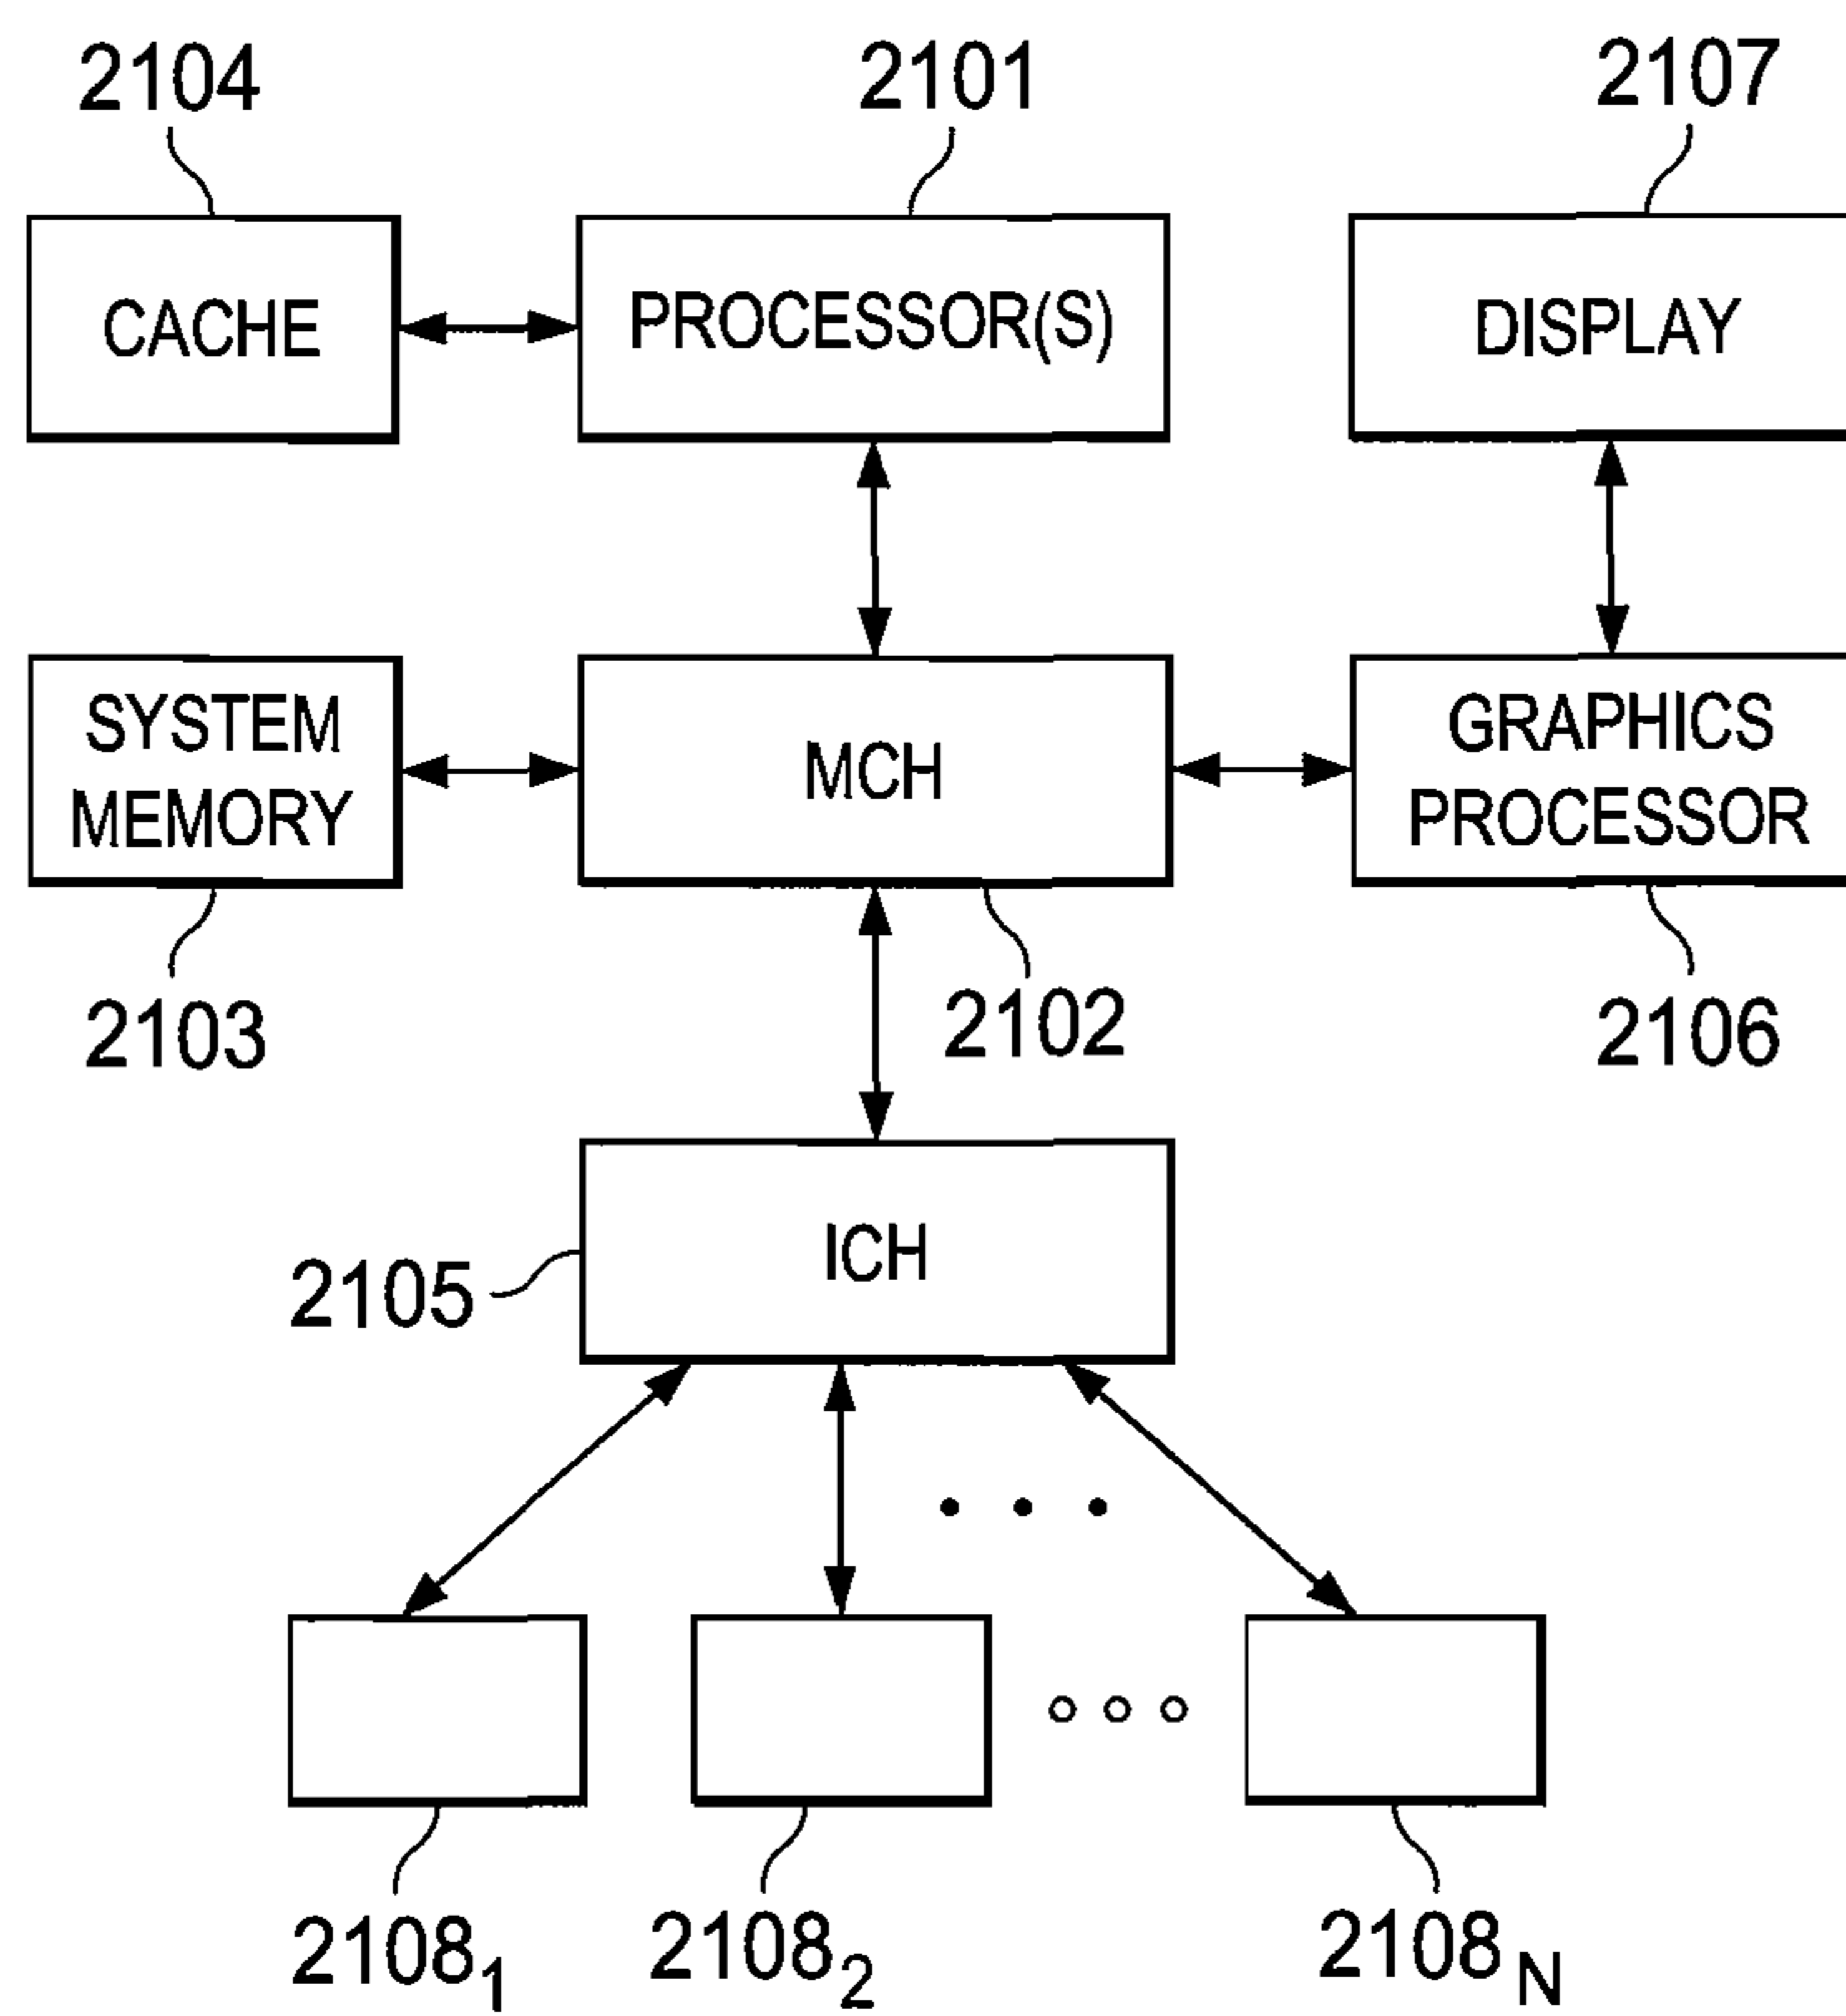 2104
2101
2107
CACHE
PROCESSOR(S)
DISPLAY
SYSTEM
MEMORY
MCH
GRAPHICS
PROCESSOR
2103
2102
2106
ICH
2105
2108₁
2108₂
2108N